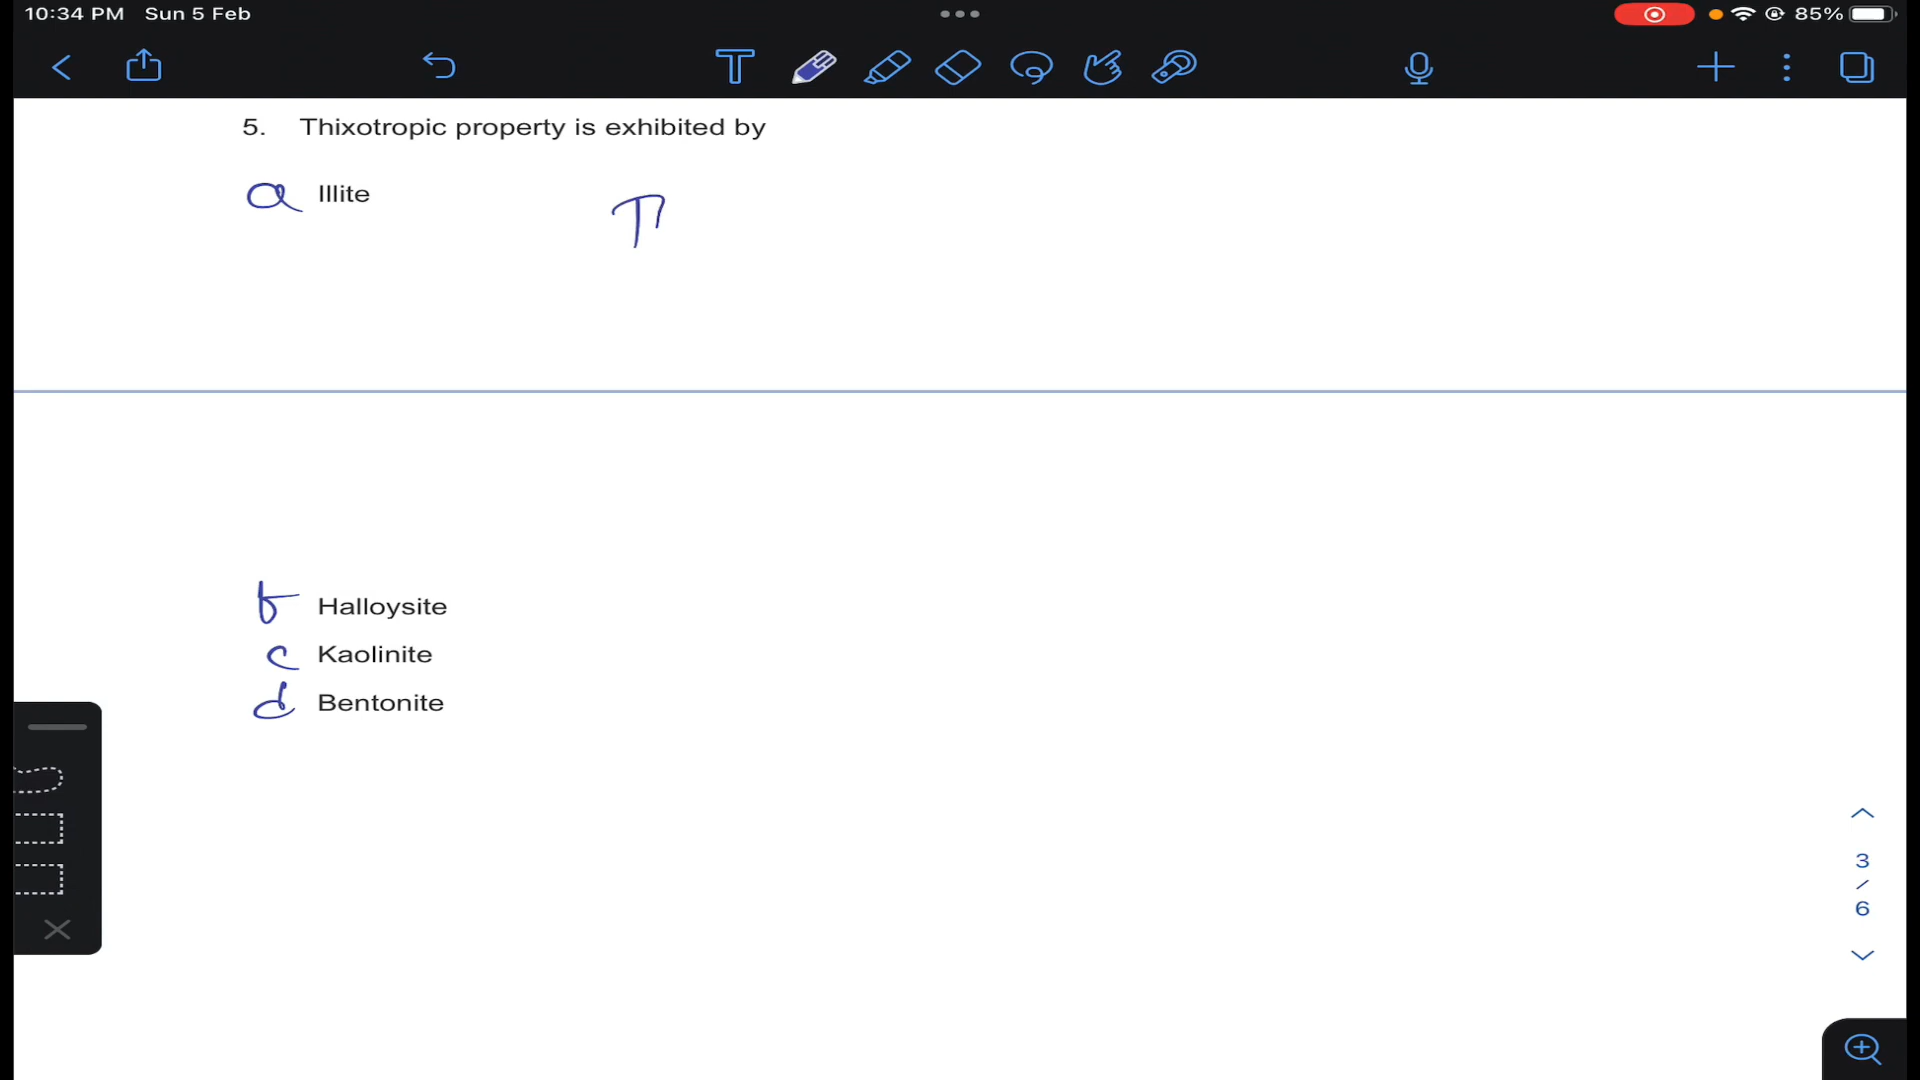 10:34 PM Sun 5 Feb
85%
5. Thixotropic property is exhibited by
a Illite
b Halloysite
c Kaolinite
d Bentonite
3
/
6